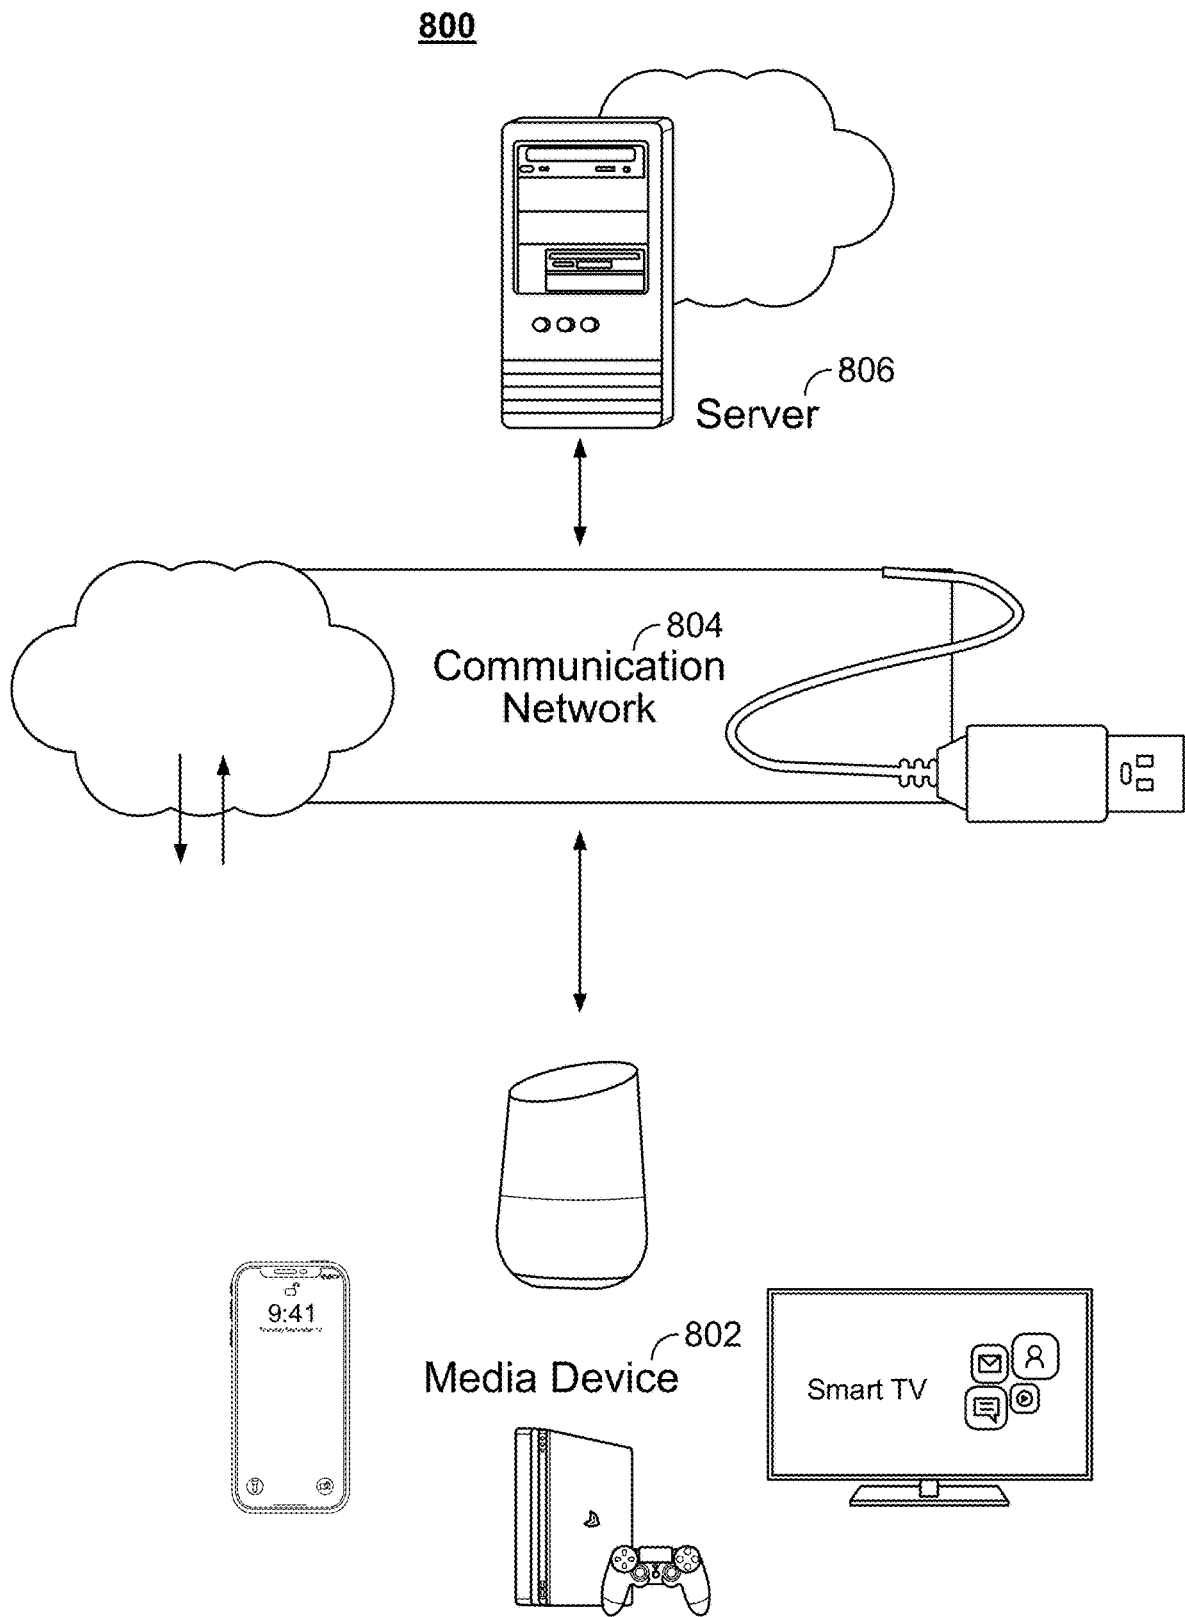 800
806
Server
804
Communication
Network
9:41
802
Media Device
Smart TV